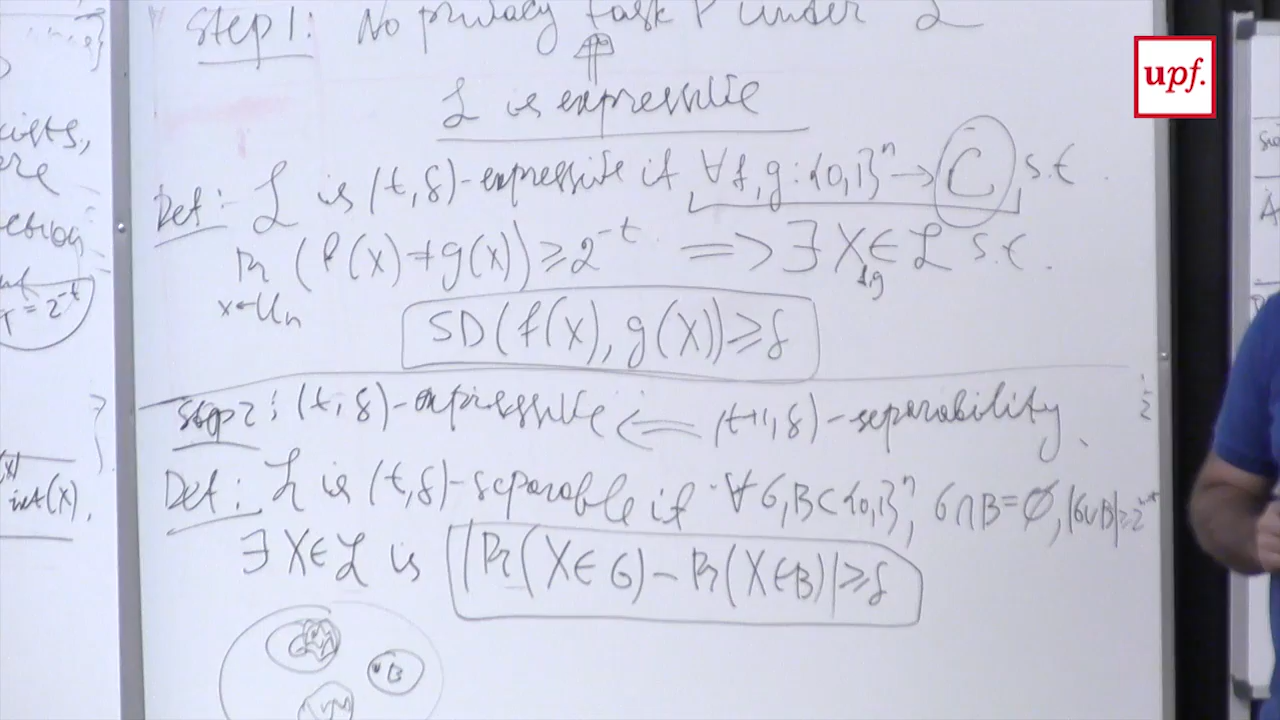 Step 1: No privacy task P under ℒ
⇑
ℒ is expressive
Def: ℒ is (t,δ)-expressive if ∀f,g:{0,1}ⁿ → C s.t.
Pr (f(x)≠g(x)) ≥ 2^{-t} ⟹ ∃ X ∈ ℒ s.t.
x←Uₙ f,g
SD(f(X), g(X)) ≥ δ
Step 2: (t,δ)-expressive ⟸ (t+1,δ)-separability
Def: ℒ is (t,δ)-separable if ∀G,B⊂{0,1}ⁿ, G∩B=∅, |G∪B|≥2^{n-t}
∃ X∈ℒ is |Pr(X∈G) - Pr(X∈B)| ≥ δ
G
B
upf.
= 2^{-t}
(x)